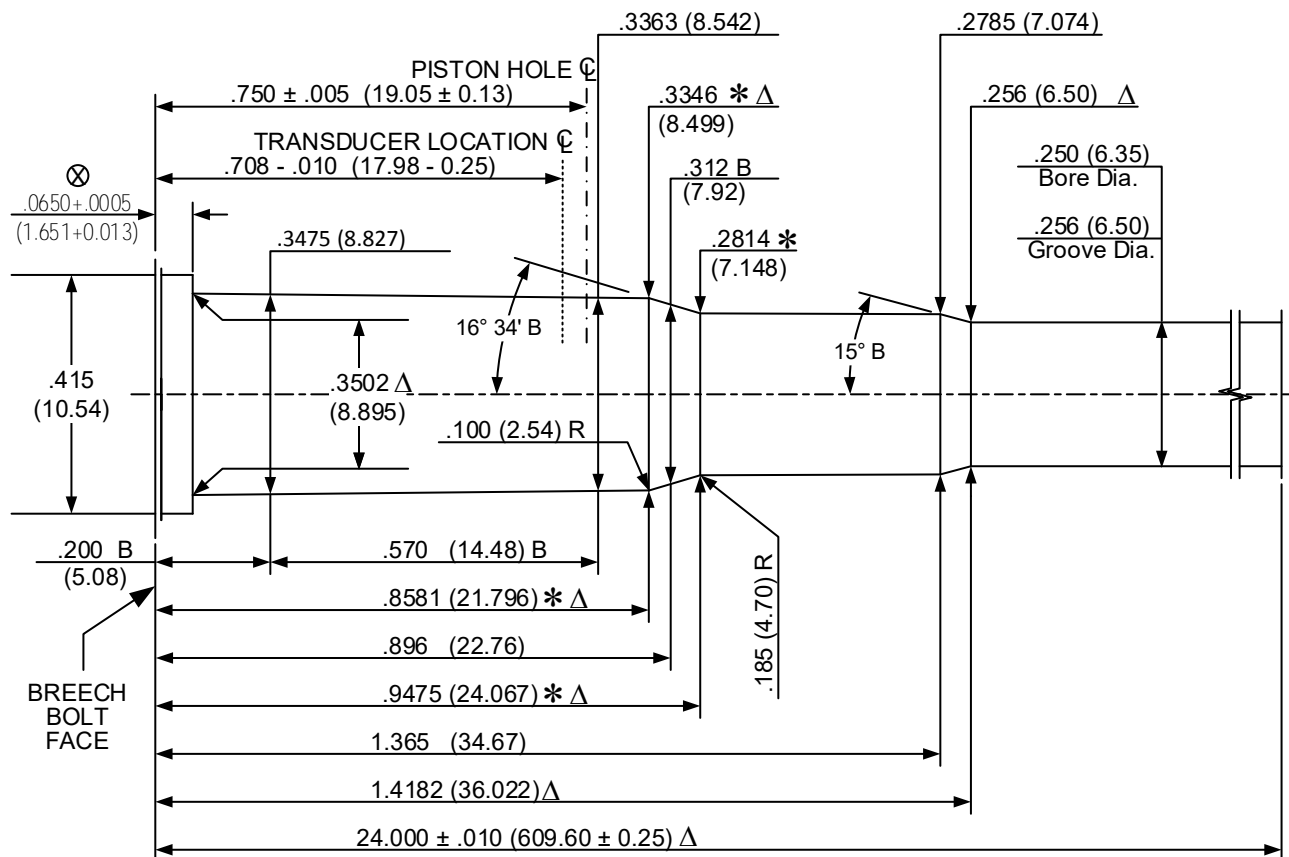 .3363 (8.542)
.2785 (7.074)
PISTON HOLE ℄
.750 ± .005 (19.05 ± 0.13)
.3346 * Δ
(8.499)
.256 (6.50) Δ
TRANSDUCER LOCATION ℄
.708 - .010 (17.98 - 0.25)
.312 B
(7.92)
.250 (6.35)
Bore Dia.
⊗
.0650+.0005
(1.651+0.013)
.3475 (8.827)
.2814 *
(7.148)
.256 (6.50)
Groove Dia.
16° 34' B
15° B
.415
(10.54)
.3502 Δ
(8.895)
.100 (2.54) R
.200 B
(5.08)
.570 (14.48) B
.185 (4.70) R
.8581 (21.796) * Δ
.896 (22.76)
BREECH
BOLT
FACE
.9475 (24.067) * Δ
1.365 (34.67)
1.4182 (36.022) Δ
24.000 ± .010 (609.60 ± 0.25) Δ